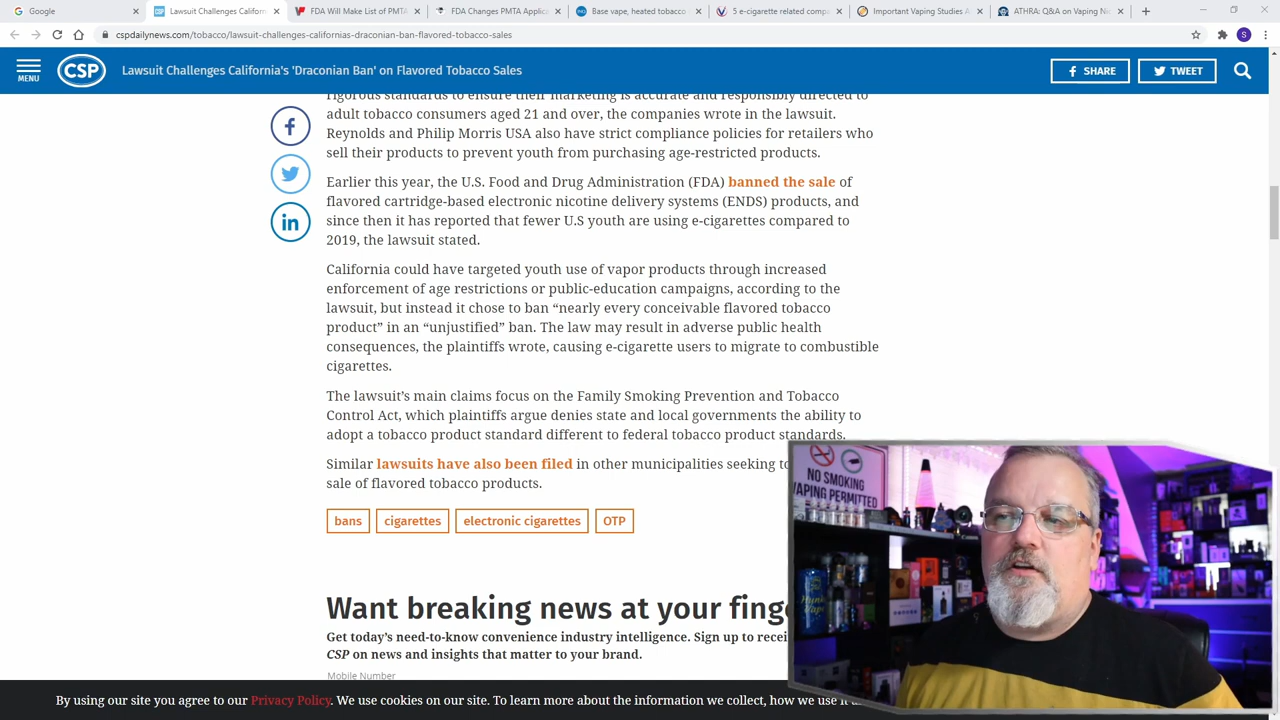 Google
Lawsuit Challenges Californ
FDA Will Make List of PMTA
FDA Changes PMTA Applic
Base vape, heated tobacco
5 e-cigarette related comp
Important Vaping Studies A
ATHRA: Q&A on Vaping Nic
cspdailynews.com/tobacco/lawsuit-challenges-californias-draconian-ban-flavored-tobacco-sales
S
MENU
CSP
Lawsuit Challenges California's 'Draconian Ban' on Flavored Tobacco Sales
SHARE
TWEET
rigorous standards to ensure their marketing is accurate and responsibly directed to
adult tobacco consumers aged 21 and over, the companies wrote in the lawsuit.
Reynolds and Philip Morris USA also have strict compliance policies for retailers who
sell their products to prevent youth from purchasing age-restricted products.
Earlier this year, the U.S. Food and Drug Administration (FDA) banned the sale of
flavored cartridge-based electronic nicotine delivery systems (ENDS) products, and
since then it has reported that fewer U.S youth are using e-cigarettes compared to
2019, the lawsuit stated.
California could have targeted youth use of vapor products through increased
enforcement of age restrictions or public-education campaigns, according to the
lawsuit, but instead it chose to ban “nearly every conceivable flavored tobacco
product” in an “unjustified” ban. The law may result in adverse public health
consequences, the plaintiffs wrote, causing e-cigarette users to migrate to combustible
cigarettes.
The lawsuit’s main claims focus on the Family Smoking Prevention and Tobacco
Control Act, which plaintiffs argue denies state and local governments the ability to
adopt a tobacco product standard different to federal tobacco product standards.
Similar lawsuits have also been filed in other municipalities seeking to
sale of flavored tobacco products.
bans
cigarettes
electronic cigarettes
OTP
NO SMOKING
VAPING PERMITTED
Want breaking news at your fing
Get today’s need-to-know convenience industry intelligence. Sign up to recei
CSP on news and insights that matter to your brand.
Mobile Number
By using our site you agree to our Privacy Policy. We use cookies on our site. To learn more about the information we collect, how we use it a